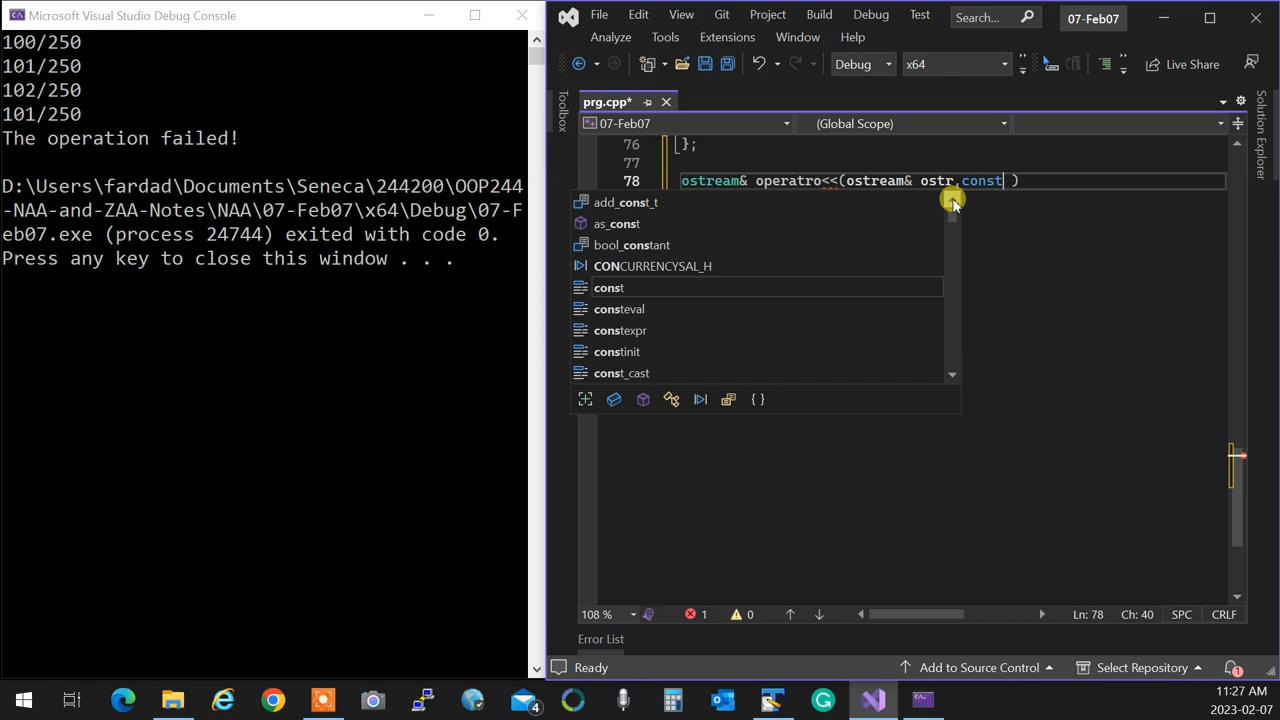 Microsoft Visual Studio Debug Console
100/250
101/250
102/250
101/250
The operation failed!
D:\Users\fardad\Documents\Seneca\244200\OOP244
-NAA-and-ZAA-Notes\NAA\07-Feb07\x64\Debug\07-F
eb07.exe (process 24744) exited with code 0.
Press any key to close this window . . .
File Edit View Git Project Build Debug Test Search... 07-Feb07
Analyze Tools Extensions Window Help
Debug x64 Live Share
Toolbox
prg.cpp*
Solution Explorer
07-Feb07 (Global Scope)
76 };
77
78 ostream& operatro<<(ostream& ostr,const )
add_const_t
as_const
bool_constant
CONCURRENCYSAL_H
const
consteval
constexpr
constinit
const_cast
108 % 1 0 Ln: 78 Ch: 40 SPC CRLF
Error List
Ready Add to Source Control Select Repository 1
4
11:27 AM
2023-02-07